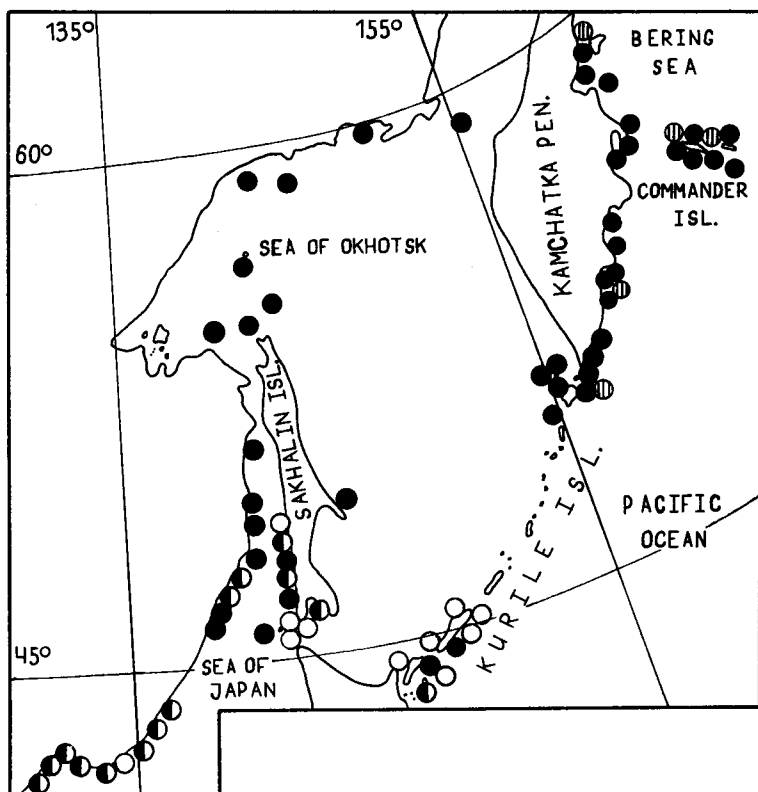 135°
155°
BERING
SEA
60°
KAMCHATKA PEN.
COMMANDER
ISL.
SEA OF OKHOTSK
SAKHALIN ISL.
KURILE ISL.
PACIFIC
OCEAN
45°
SEA OF
JAPAN